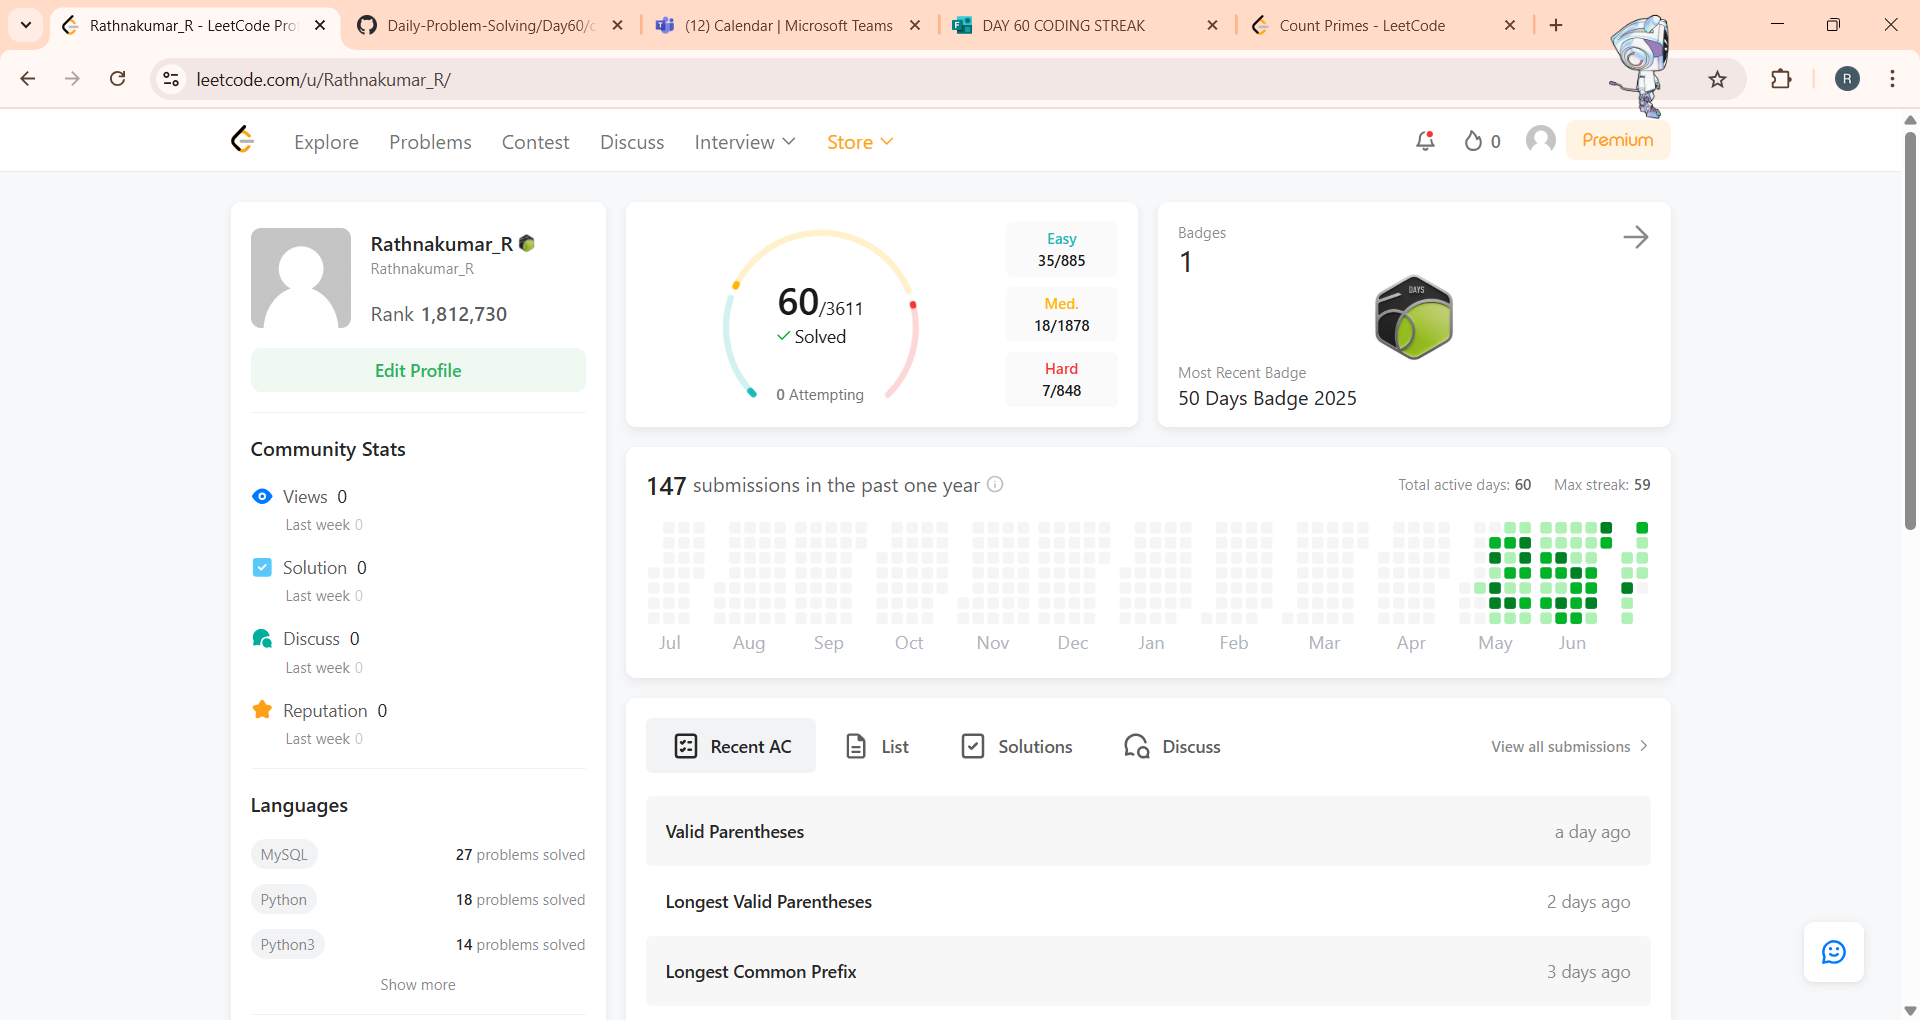 Rathnakumar_R - LeetCode Pro
Daily-Problem-Solving/Day60/c
(12) Calendar | Microsoft Teams
DAY 60 CODING STREAK
Count Primes - LeetCode
leetcode.com/u/Rathnakumar_R/
R
Explore
Problems
Contest
Discuss
Interview
Store
0
Premium
Rathnakumar_R
Rathnakumar_R
Rank 1,812,730
Edit Profile
Community Stats
Views 0
Last week 0
Solution 0
Last week 0
Discuss 0
Last week 0
Reputation 0
Last week 0
Languages
MySQL 27 problems solved
Python 18 problems solved
Python3 14 problems solved
Show more
60/3611
Solved
0 Attempting
Easy
35/885
Med.
18/1878
Hard
7/848
Badges
1
DAYS
Most Recent Badge
50 Days Badge 2025
147 submissions in the past one year
Total active days: 60 Max streak: 59
Jul Aug Sep Oct Nov Dec Jan Feb Mar Apr May Jun
Recent AC
List
Solutions
Discuss
View all submissions
Valid Parentheses a day ago
Longest Valid Parentheses 2 days ago
Longest Common Prefix 3 days ago